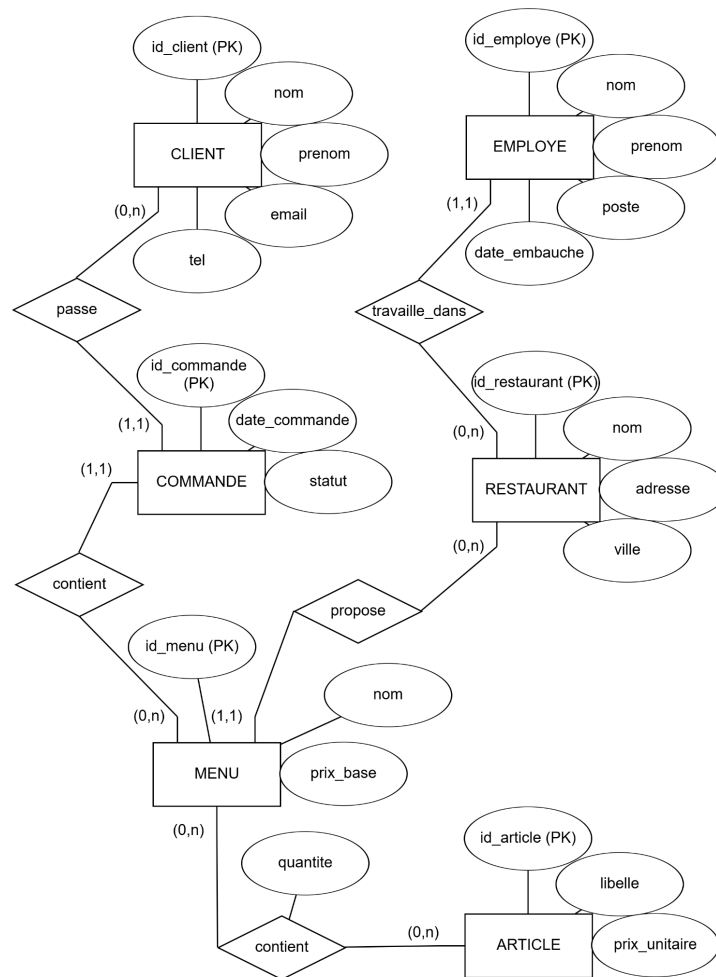 id_client (PK)
nom
CLIENT
prenom
email
tel
(0,n)
passe
(1,1)
id_employe (PK)
nom
EMPLOYE
prenom
poste
date_embauche
(1,1)
travaille_dans
(0,n)
id_commande
(PK)
date_commande
COMMANDE
statut
(1,1)
contient
(0,n)
id_restaurant (PK)
nom
RESTAURANT
adresse
ville
(0,n)
propose
(1,1)
id_menu (PK)
nom
MENU
prix_base
(0,n)
quantite
contient
(0,n)
id_article (PK)
libelle
ARTICLE
prix_unitaire